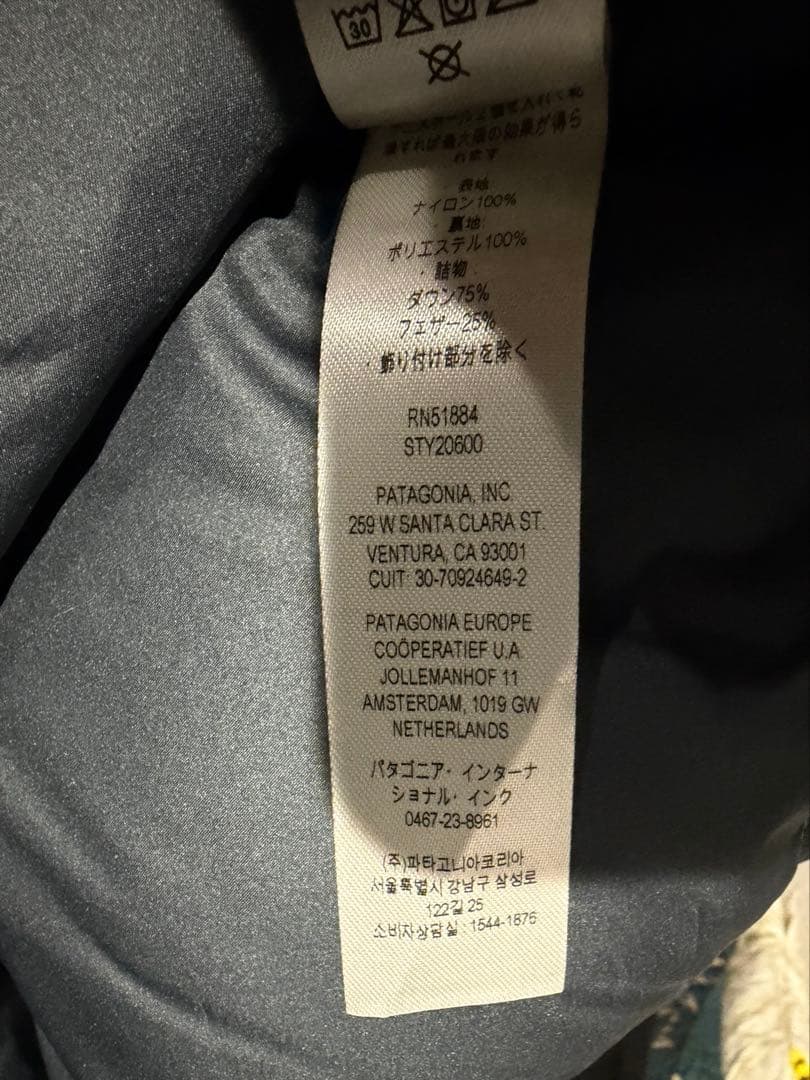 30
壊すれば最大限の効果が得ら
れます
・表地:
ナイロン100%
・裏地:
ポリエステル100%
・詰物:
ダウン75%
フェザー25%
・飾り付け部分を除く
RN51884
STY20600
PATAGONIA, INC
259 W SANTA CLARA ST.
VENTURA, CA 93001
CUIT: 30-70924649-2
PATAGONIA EUROPE
COÖPERATIEF U.A.
JOLLEMANHOF 11
AMSTERDAM, 1019 GW
NETHERLANDS
パタゴニア・インターナ
ショナル・インク
0467-23-8961
(주)파타고니아코리아
서울특별시 강남구 삼성로
122길 25
소비자상담실 : 1544-1876